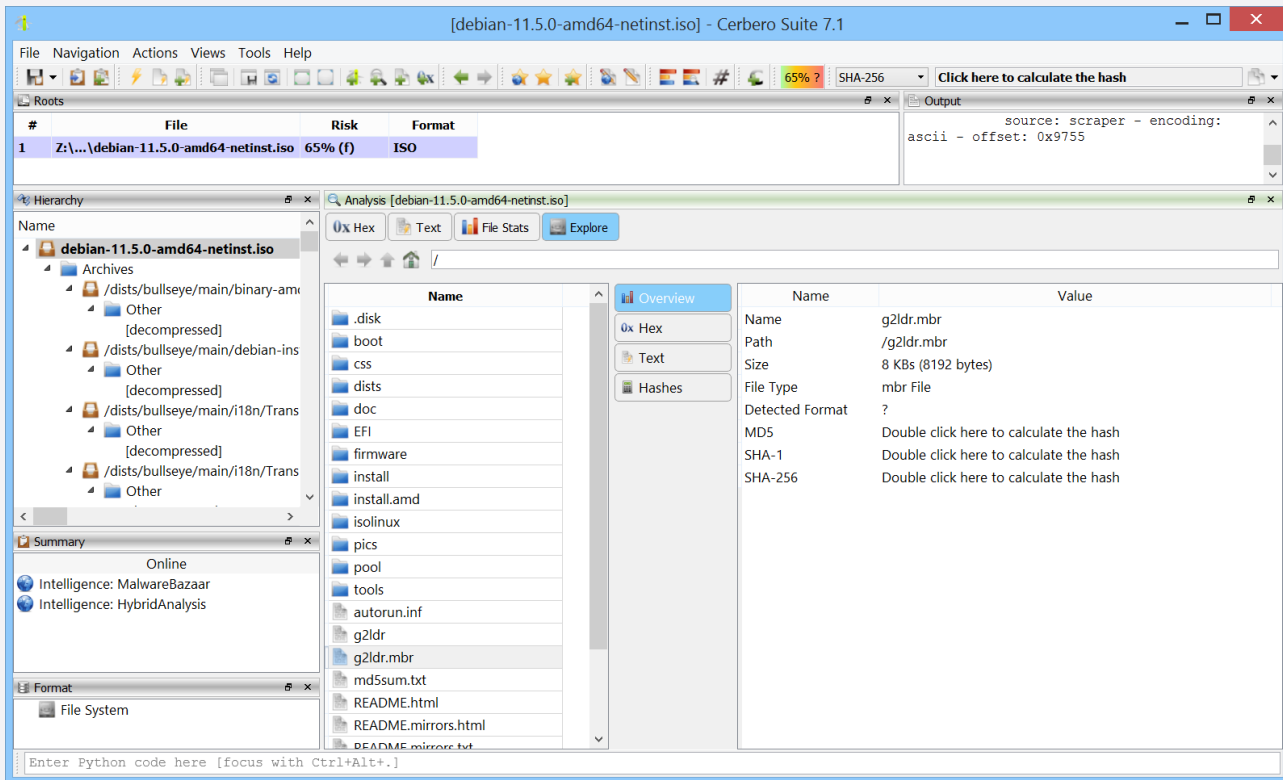 [debian-11.5.0-amd64-netinst.iso] - Cerbero Suite 7.1
File Navigation Actions Views Tools Help
65% ? SHA-256 Click here to calculate the hash
Roots
# File Risk Format
1 Z:\...\debian-11.5.0-amd64-netinst.iso 65% (f) ISO
Output
source: scraper - encoding:
ascii - offset: 0x9755
Hierarchy
Name
debian-11.5.0-amd64-netinst.iso
Archives
/dists/bullseye/main/binary-am
Other
[decompressed]
/dists/bullseye/main/debian-ins
Other
[decompressed]
/dists/bullseye/main/i18n/Trans
Other
[decompressed]
/dists/bullseye/main/i18n/Trans
Other
Summary
Online
Intelligence: MalwareBazaar
Intelligence: HybridAnalysis
Format
File System
Analysis [debian-11.5.0-amd64-netinst.iso]
0x Hex Text File Stats Explore
/
Name
.disk
boot
css
dists
doc
EFI
firmware
install
install.amd
isolinux
pics
pool
tools
autorun.inf
g2ldr
g2ldr.mbr
md5sum.txt
README.html
README.mirrors.html
README.mirrors.txt
Overview
0x Hex
Text
Hashes
Name Value
Name g2ldr.mbr
Path /g2ldr.mbr
Size 8 KBs (8192 bytes)
File Type mbr File
Detected Format ?
MD5 Double click here to calculate the hash
SHA-1 Double click here to calculate the hash
SHA-256 Double click here to calculate the hash
Enter Python code here [focus with Ctrl+Alt+.]